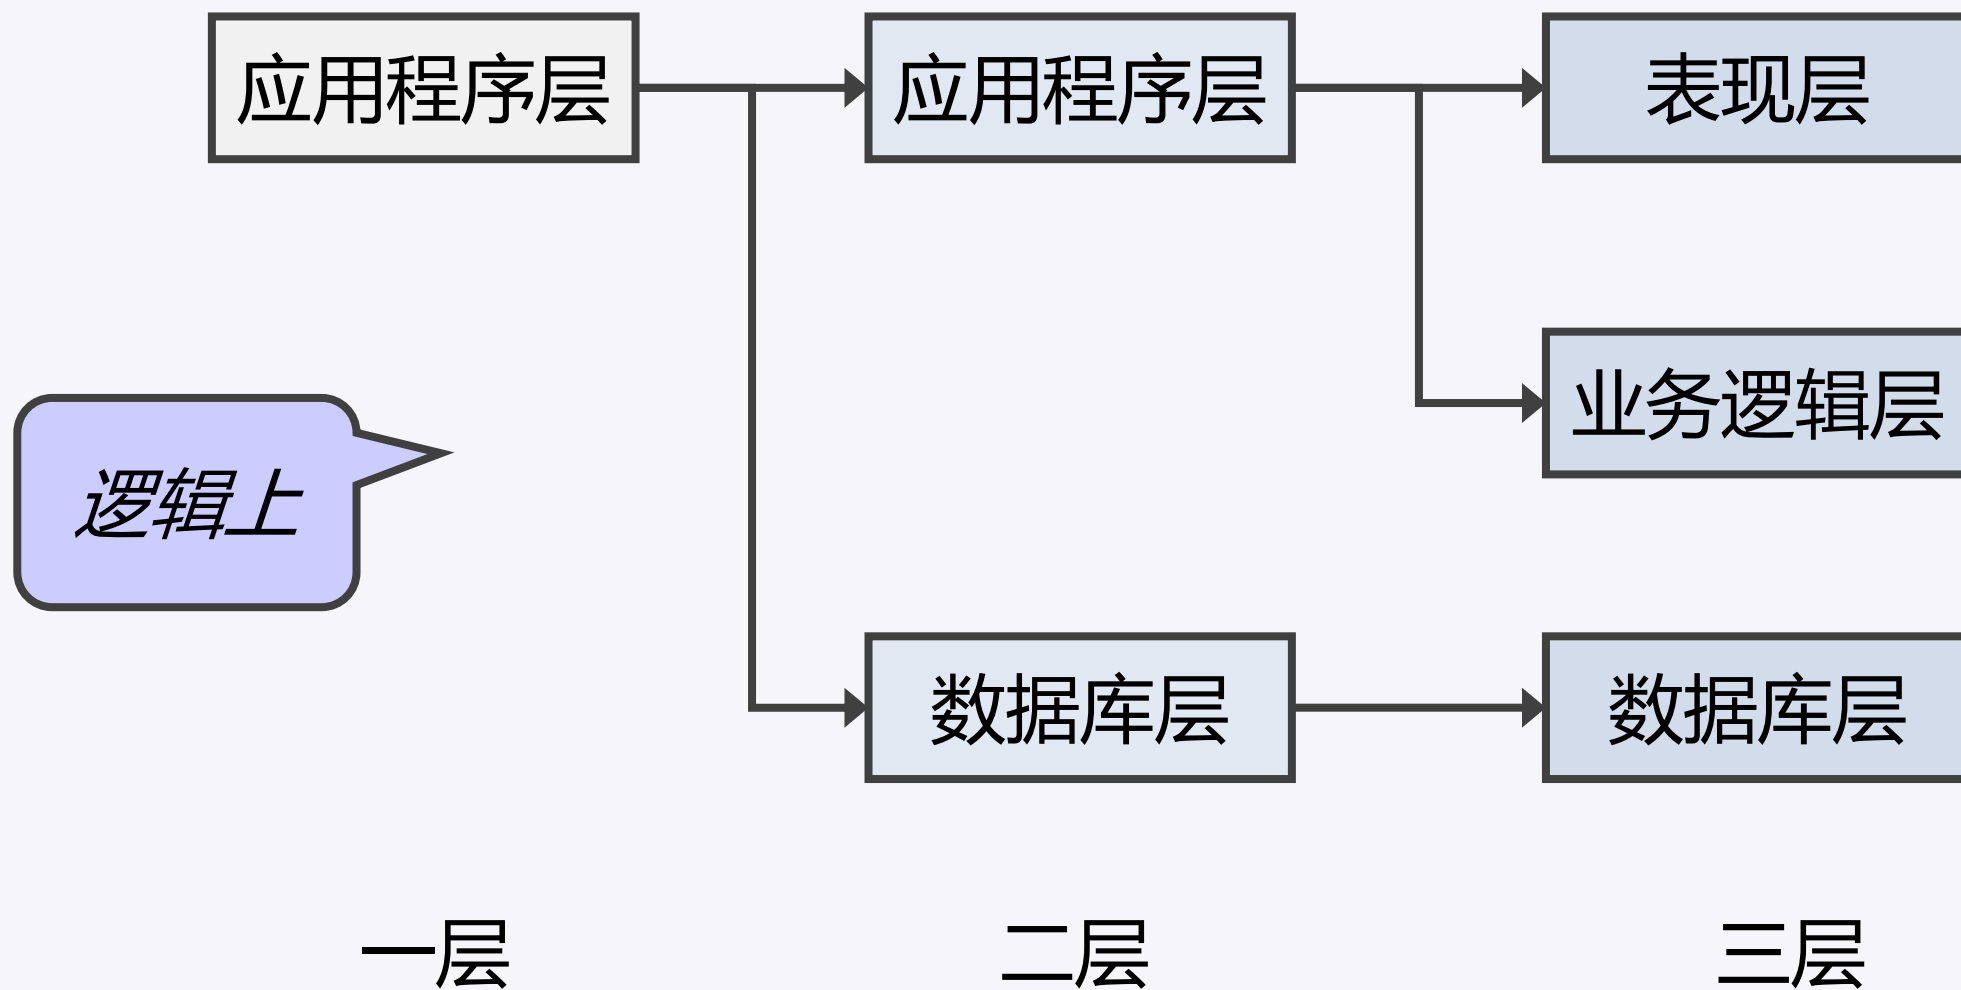 应用程序层
应用程序层
表现层
业务逻辑层
逻辑上
数据库层
数据库层
一层
二层
三层